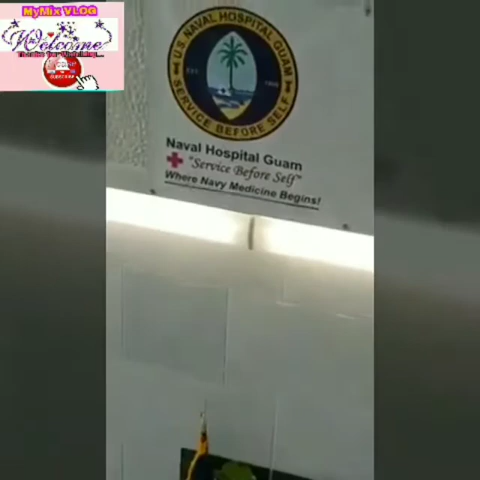 MyMix VLOG
Welcome
SUBSCRIBE
U.S. NAVAL HOSPITAL GUAM
SERVICE BEFORE SELF
Naval Hospital Guam
"Service Before Self"
Where Navy Medicine Begins!